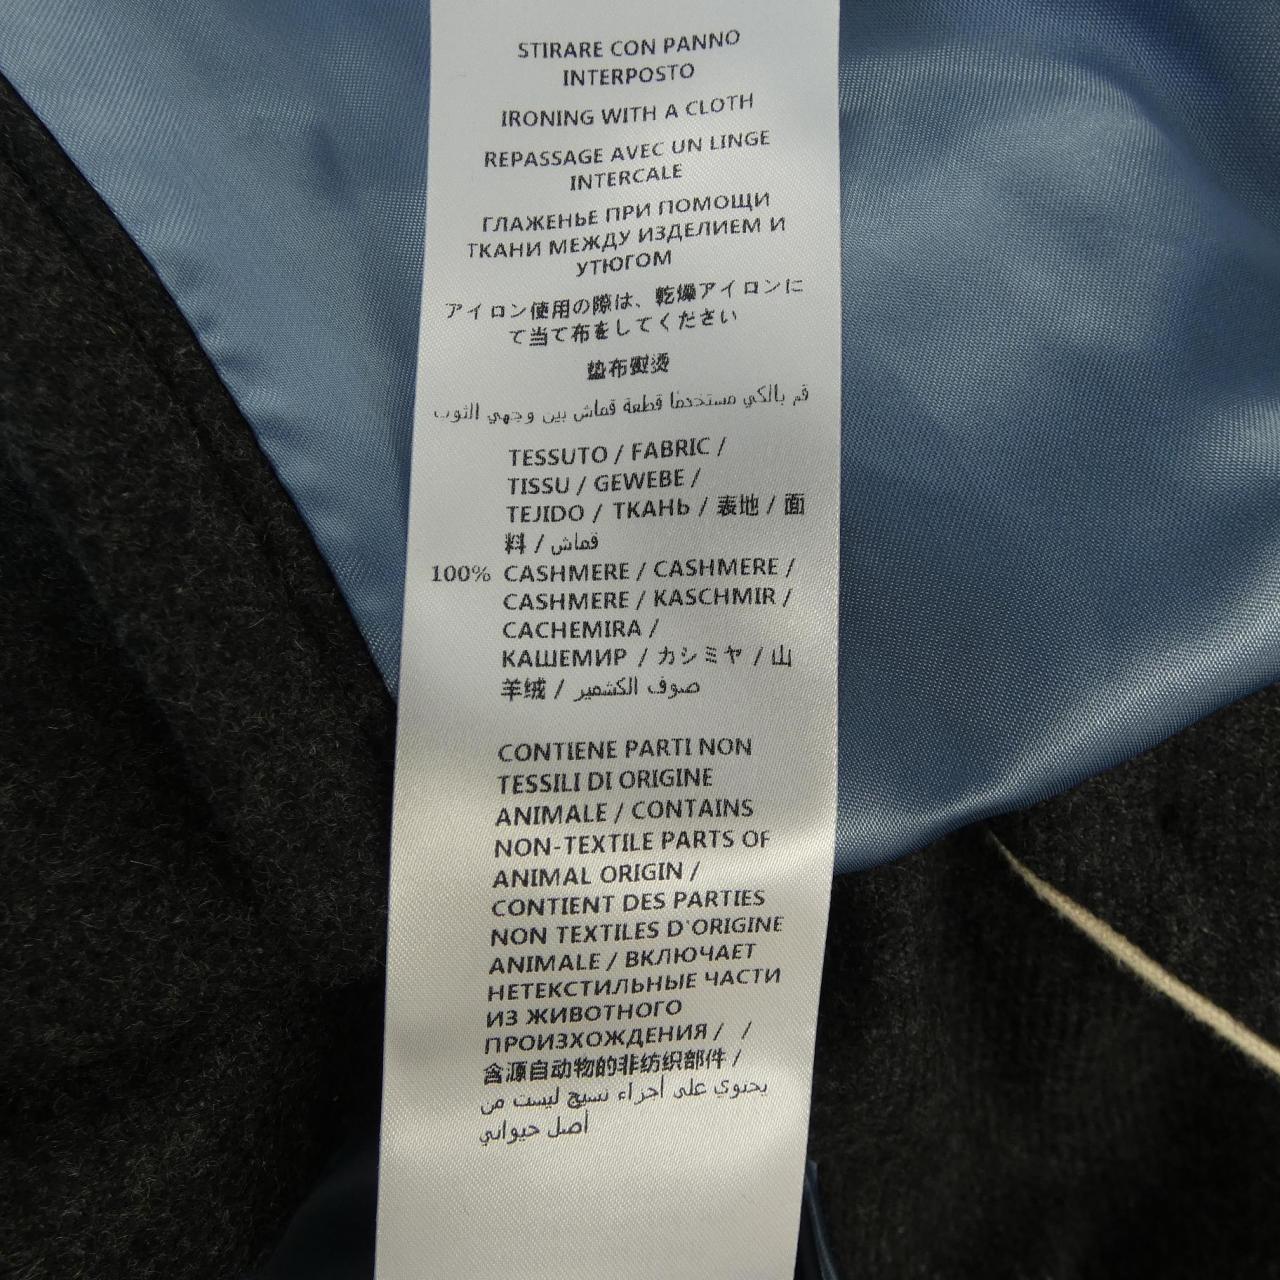 STIRARE CON PANNO
INTERPOSTO
IRONING WITH A CLOTH
REPASSAGE AVEC UN LINGE
INTERCALE
ГЛАЖЕНЬЕ ПРИ ПОМОЩИ
ТКАНИ МЕЖДУ ИЗДЕЛИЕМ И
УТЮГОМ
アイロン使用の際は、乾燥アイロンに
て当て布をしてください
垫布熨烫
قم بالكي مستخدمًا قطعة قماش بين وجهي الثوب
TESSUTO / FABRIC /
TISSU / GEWEBE /
TEJIDO / ТКАНЬ / 表地 / 面
料 / قماش
100% CASHMERE / CASHMERE /
CASHMERE / KASCHMIR /
CACHEMIRA /
КАШЕМИР / カシミヤ / 山
羊绒 / صوف الكشمير
CONTIENE PARTI NON
TESSILI DI ORIGINE
ANIMALE / CONTAINS
NON-TEXTILE PARTS OF
ANIMAL ORIGIN /
CONTIENT DES PARTIES
NON TEXTILES D'ORIGINE
ANIMALE / ВКЛЮЧАЕТ
НЕТЕКСТИЛЬНЫЕ ЧАСТИ
ИЗ ЖИВОТНОГО
ПРОИЗХОЖДЕНИЯ / /
含源自动物的非纺织部件 /
يحتوي على أجزاء نسيج ليست من
أصل حيواني